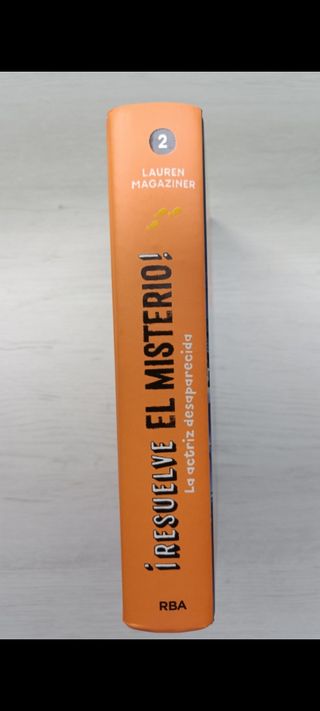 2
LAUREN
MAGAZINER
¡RESUELVE EL MISTERIO!
La actriz desaparecida
RBA